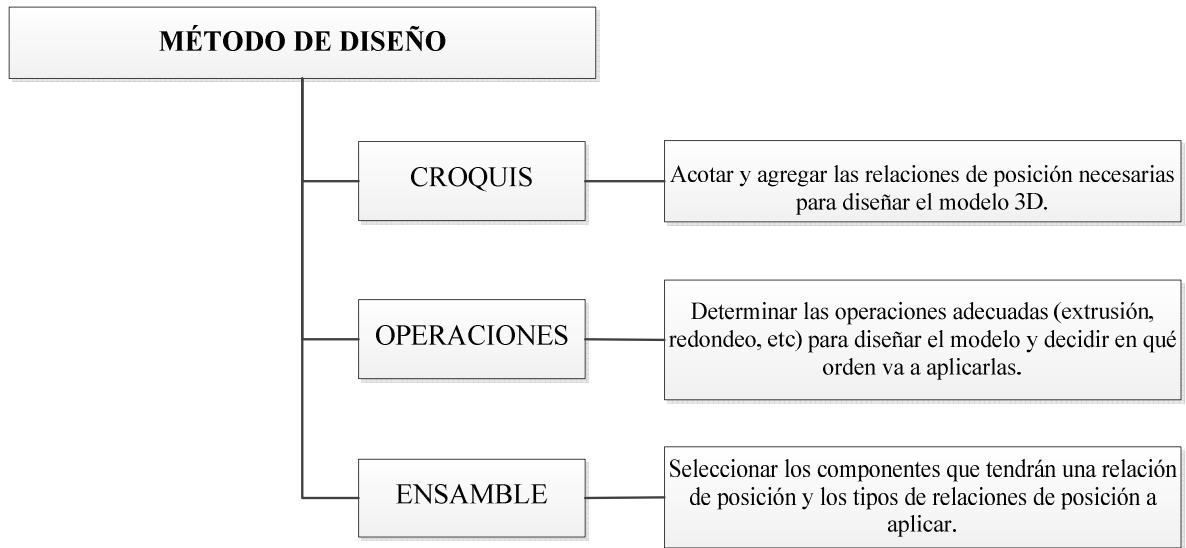 MÉTODO DE DISEÑO
CROQUIS
Acotar y agregar las relaciones de posición necesarias
para diseñar el modelo 3D.
OPERACIONES
Determinar las operaciones adecuadas (extrusión,
redondeo, etc) para diseñar el modelo y decidir en qué
orden va a aplicarlas.
ENSAMBLE
Seleccionar los componentes que tendrán una relación
de posición y los tipos de relaciones de posición a
aplicar.